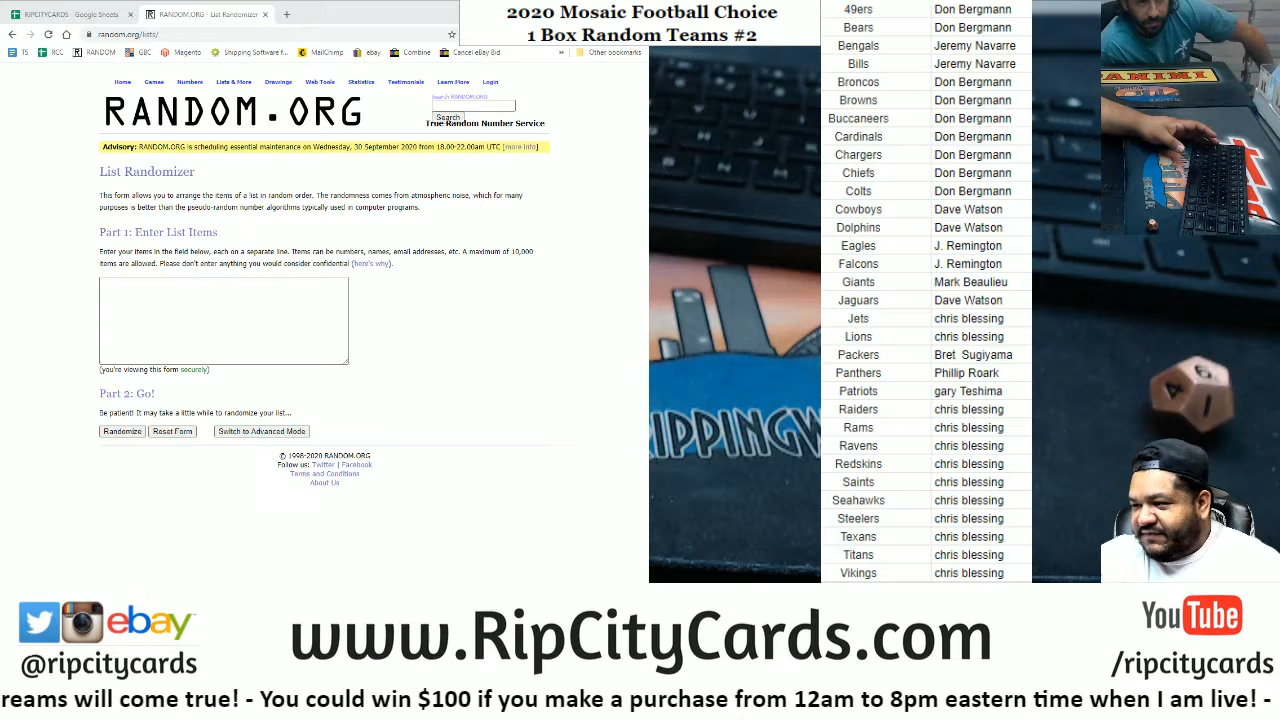 RIPCITYCARDS - Google Sheets
RANDOM.ORG - List Randomizer
random.org/lists/
TS
RCC
RANDOM
GBC
Magento
Shipping Software f...
MailChimp
ebay
Combine
Cancel eBay Bid
»
Other bookmarks
Home
Games
Numbers
Lists & More
Drawings
Web Tools
Statistics
Testimonials
Learn More
Login
RANDOM.ORG
Search RANDOM.ORG
Search
True Random Number Service
Advisory: RANDOM.ORG is scheduling essential maintenance on Wednesday, 30 September 2020 from 18.00-22.00am UTC [more info]
List Randomizer
This form allows you to arrange the items of a list in random order. The randomness comes from atmospheric noise, which for many
purposes is better than the pseudo-random number algorithms typically used in computer programs.
Part 1: Enter List Items
Enter your items in the field below, each on a separate line. Items can be numbers, names, email addresses, etc. A maximum of 10,000
items are allowed. Please don't enter anything you would consider confidential (here's why).
(you're viewing this form securely)
Part 2: Go!
Be patient! It may take a little while to randomize your list...
Randomize
Reset Form
Switch to Advanced Mode
© 1998-2020 RANDOM.ORG
Follow us: Twitter | Facebook
Terms and Conditions
About Us
2020 Mosaic Football Choice
1 Box Random Teams #2
49ers Don Bergmann
Bears Don Bergmann
Bengals Jeremy Navarre
Bills Jeremy Navarre
Broncos Don Bergmann
Browns Don Bergmann
Buccaneers Don Bergmann
Cardinals Don Bergmann
Chargers Don Bergmann
Chiefs Don Bergmann
Colts Don Bergmann
Cowboys Dave Watson
Dolphins Dave Watson
Eagles J. Remington
Falcons J. Remington
Giants Mark Beaulieu
Jaguars Dave Watson
Jets chris blessing
Lions chris blessing
Packers Bret Sugiyama
Panthers Phillip Roark
Patriots gary Teshima
Raiders chris blessing
Rams chris blessing
Ravens chris blessing
Redskins chris blessing
Saints chris blessing
Seahawks chris blessing
Steelers chris blessing
Texans chris blessing
Titans chris blessing
Vikings chris blessing
PANINI
RIPPINGW
4
1
ebay
@ripcitycards
www.RipCityCards.com
YouTube
/ripcitycards
reams will come true! - You could win $100 if you make a purchase from 12am to 8pm eastern time when I am live! -